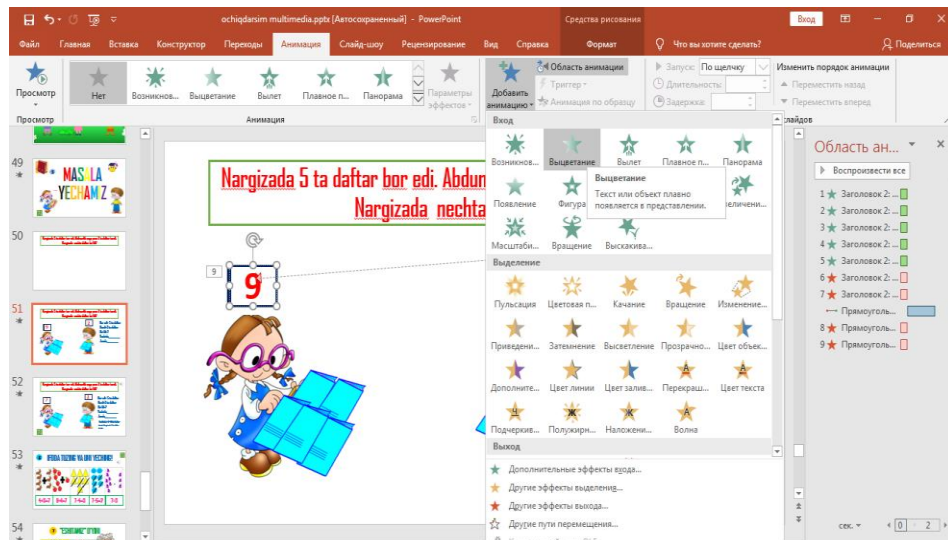 ochiqdarsim multimedia.pptx [Автосохраненный] - PowerPoint
Средства рисования
Вход
Файл Главная Вставка Конструктор Переходы Анимация Слайд-шоу Рецензирование Вид Справка Формат Что вы хотите сделать? Поделиться
Просмотр
Нет Возникнов... Выцветание Вылет Плавное п... Панорама
Параметры эффектов
Добавить анимацию
Область анимации
Триггер
Анимация по образцу
Запуск: По щелчку
Длительность:
Задержка:
Изменить порядок анимации
Переместить назад
Переместить вперед
Просмотр Анимация слайдов
Вход
Возникнов... Выцветание Вылет Плавное п... Панорама
Выцветание
Текст или объект плавно
появляется в представлении.
Появление Фигура еличени...
Масштаби... Вращение Выскакива...
Выделение
Пульсация Цветовая п... Качание Вращение Изменение...
Приведени... Затемнение Высветление Прозрачно... Цвет объек...
Дополните... Цвет линии Цвет залив... Перекраш... Цвет текста
Подчеркив... Полужирн... Наложени... Волна
Выход
Дополнительные эффекты входа...
Другие эффекты выделения...
Другие эффекты выхода...
Другие пути перемещения...
49
MASALA
YECHAMIZ
50
51
52
53
54
Nargizada 5 ta daftar bor edi. Abdun
Nargizada nechta
9
9
Область ан...
Воспроизвести все
1 Заголовок 2: ...
2 Заголовок 2: ...
3 Заголовок 2: ...
4 Заголовок 2: ...
5 Заголовок 2: ...
6 Заголовок 2: ...
7 Заголовок 2: ...
Прямоуголь...
8 Прямоуголь...
9 Прямоуголь...
сек. 0 2